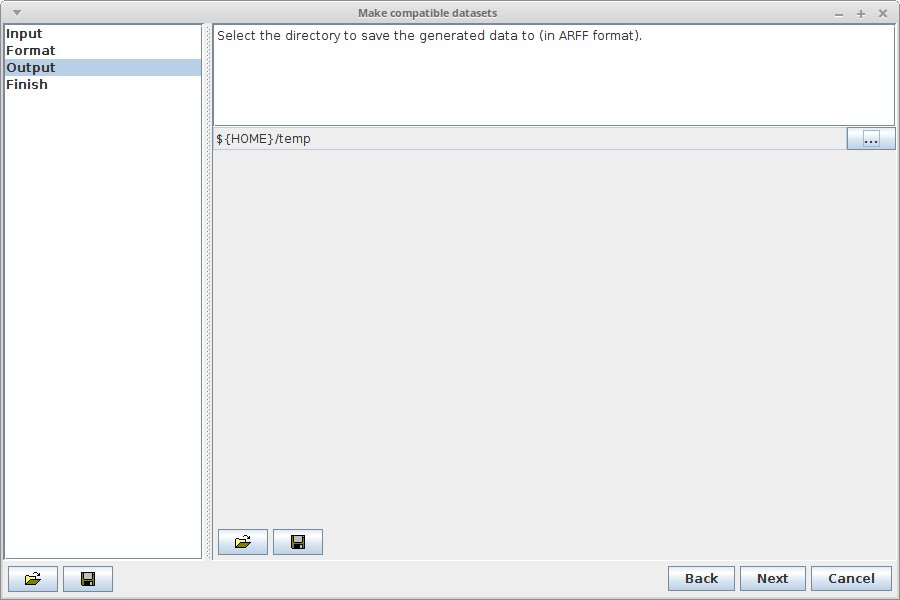 Make compatible datasets
Input
Format
Output
Finish
Select the directory to save the generated data to (in ARFF format).
${HOME}/temp
...
Back
Next
Cancel